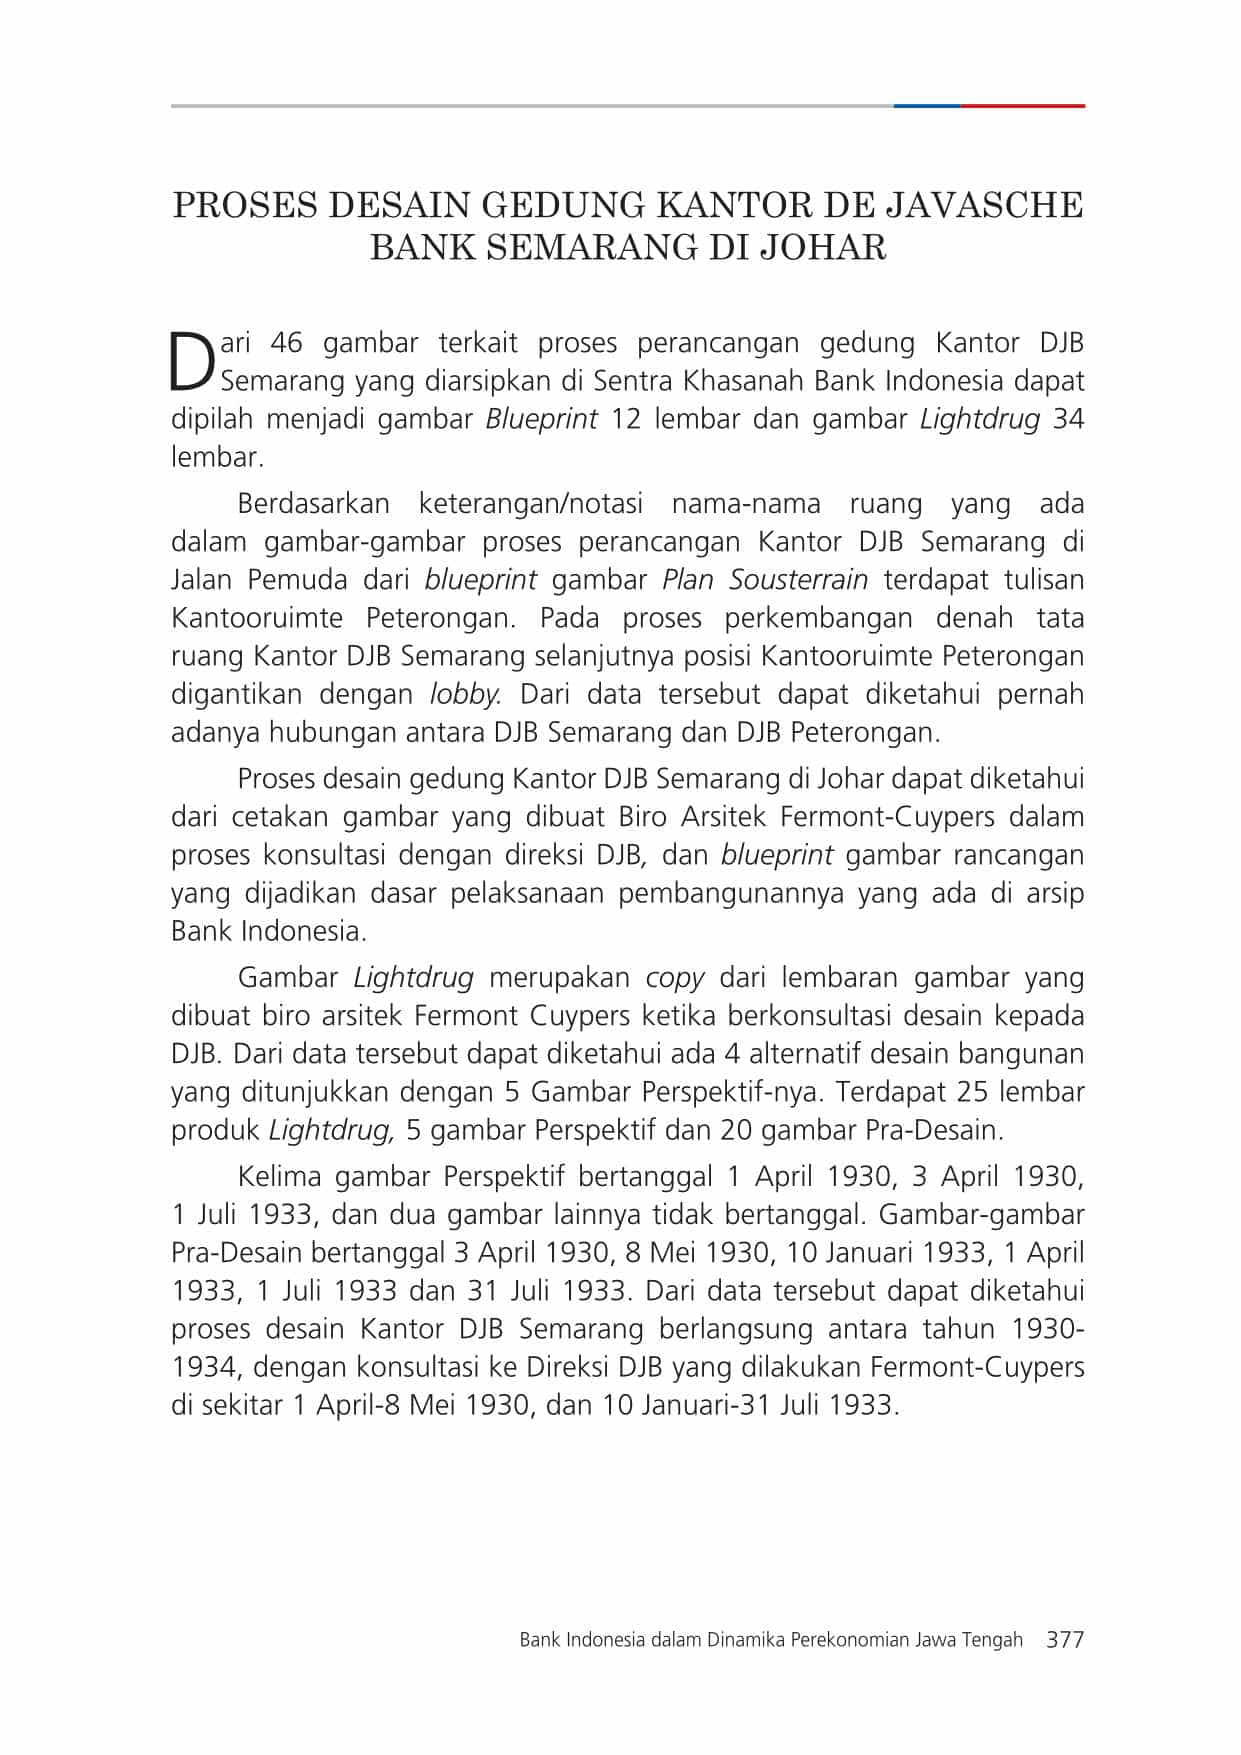 PROSES DESAIN GEDUNG KANTOR DE JAVASCHE
BANK SEMARANG DI JOHAR
Dari 46 gambar terkait proses perancangan gedung Kantor DJB
Semarang yang diarsipkan di Sentra Khasanah Bank Indonesia dapat
dipilah menjadi gambar Blueprint 12 lembar dan gambar Lightdrug 34
lembar.
Berdasarkan keterangan/notasi nama-nama ruang yang ada
dalam gambar-gambar proses perancangan Kantor DJB Semarang di
Jalan Pemuda dari blueprint gambar Plan Sousterrain terdapat tulisan
Kantooruimte Peterongan. Pada proses perkembangan denah tata
ruang Kantor DJB Semarang selanjutnya posisi Kantooruimte Peterongan
digantikan dengan lobby. Dari data tersebut dapat diketahui pernah
adanya hubungan antara DJB Semarang dan DJB Peterongan.
Proses desain gedung Kantor DJB Semarang di Johar dapat diketahui
dari cetakan gambar yang dibuat Biro Arsitek Fermont-Cuypers dalam
proses konsultasi dengan direksi DJB, dan blueprint gambar rancangan
yang dijadikan dasar pelaksanaan pembangunannya yang ada di arsip
Bank Indonesia.
Gambar Lightdrug merupakan copy dari lembaran gambar yang
dibuat biro arsitek Fermont Cuypers ketika berkonsultasi desain kepada
DJB. Dari data tersebut dapat diketahui ada 4 alternatif desain bangunan
yang ditunjukkan dengan 5 Gambar Perspektif-nya. Terdapat 25 lembar
produk Lightdrug, 5 gambar Perspektif dan 20 gambar Pra-Desain.
Kelima gambar Perspektif bertanggal 1 April 1930, 3 April 1930,
1 Juli 1933, dan dua gambar lainnya tidak bertanggal. Gambar-gambar
Pra-Desain bertanggal 3 April 1930, 8 Mei 1930, 10 Januari 1933, 1 April
1933, 1 Juli 1933 dan 31 Juli 1933. Dari data tersebut dapat diketahui
proses desain Kantor DJB Semarang berlangsung antara tahun 1930-
1934, dengan konsultasi ke Direksi DJB yang dilakukan Fermont-Cuypers
di sekitar 1 April-8 Mei 1930, dan 10 Januari-31 Juli 1933.
Bank Indonesia dalam Dinamika Perekonomian Jawa Tengah 377